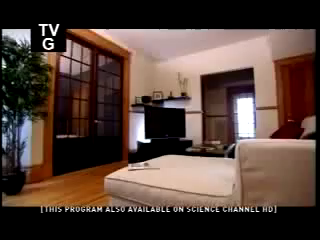 TV
G
[THIS PROGRAM ALSO AVAILABLE ON SCIENCE CHANNEL HD]